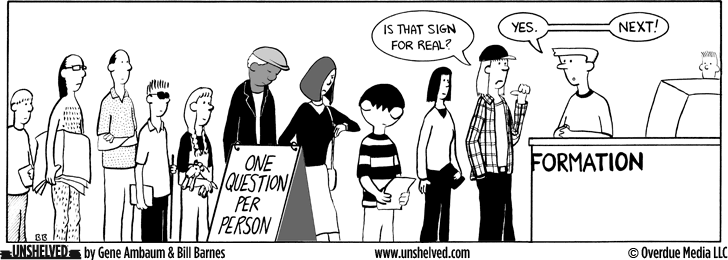 IS THAT SIGN
FOR REAL?
YES.
NEXT!
ONE
QUESTION
PER
PERSON
FORMATION
BB
UNSHELVED by Gene Ambaum & Bill Barnes
www.unshelved.com
© Overdue Media LLC